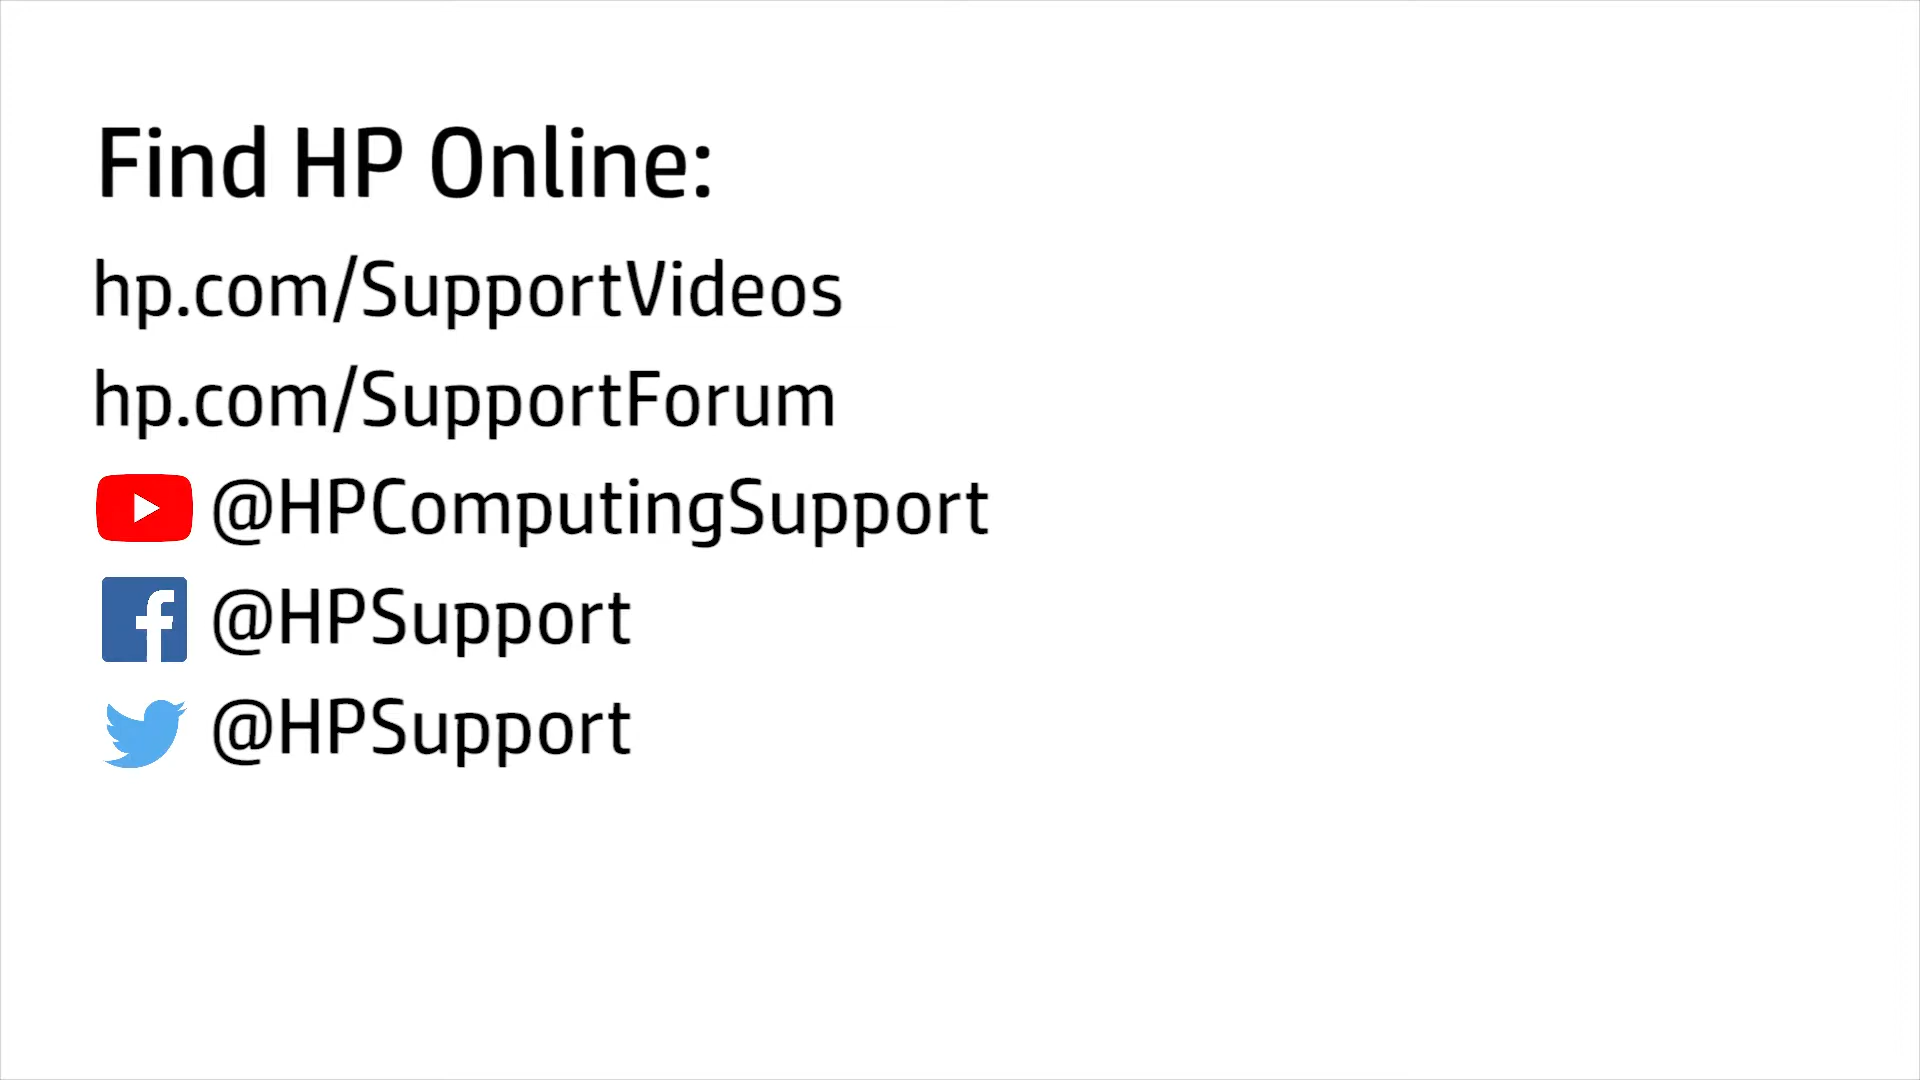 Find HP Online:
hp.com/SupportVideos
hp.com/SupportForum
@HPComputingSupport
@HPSupport
@HPSupport